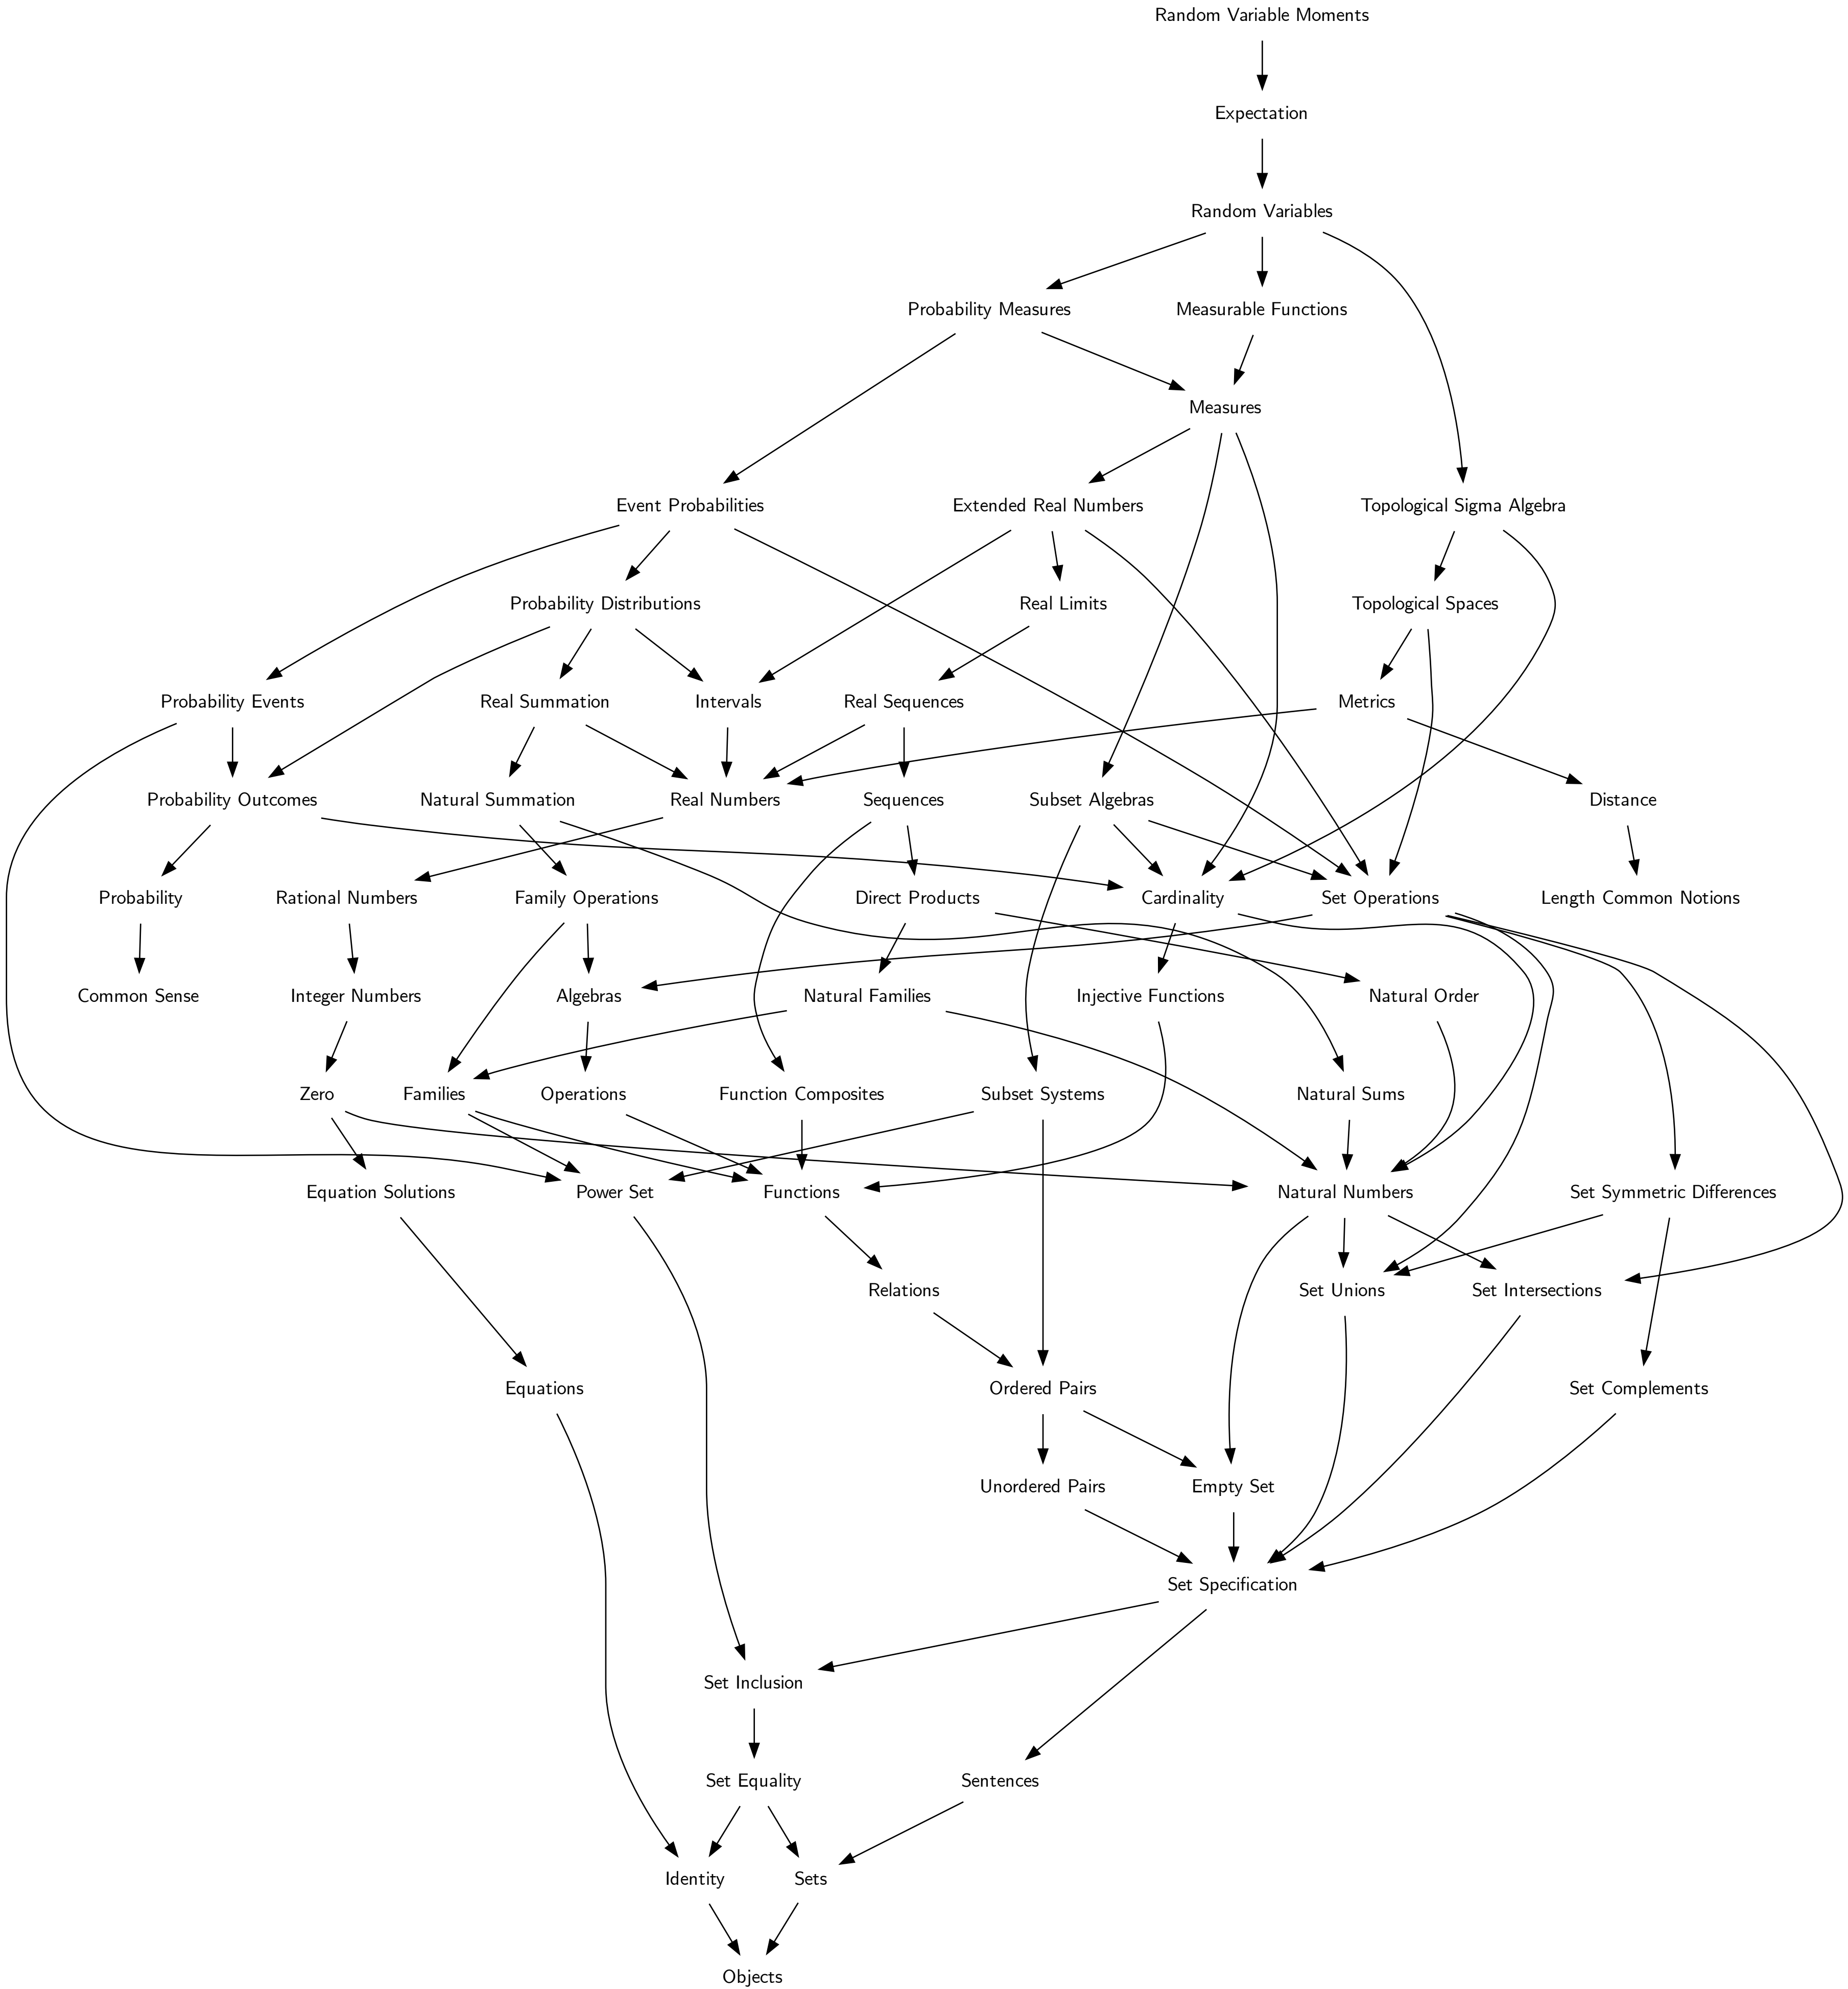 Random Variable Moments
Expectation
Random Variables
Probability Measures
Measurable Functions
Measures
Event Probabilities
Extended Real Numbers
Topological Sigma Algebra
Probability Distributions
Real Limits
Topological Spaces
Probability Events
Real Summation
Intervals
Real Sequences
Metrics
Probability Outcomes
Natural Summation
Real Numbers
Sequences
Subset Algebras
Distance
Probability
Rational Numbers
Family Operations
Direct Products
Cardinality
Set Operations
Length Common Notions
Common Sense
Integer Numbers
Algebras
Natural Families
Injective Functions
Natural Order
Zero
Families
Operations
Function Composites
Subset Systems
Natural Sums
Equation Solutions
Power Set
Functions
Natural Numbers
Set Symmetric Differences
Relations
Set Unions
Set Intersections
Equations
Ordered Pairs
Set Complements
Unordered Pairs
Empty Set
Set Specification
Set Inclusion
Set Equality
Sentences
Identity
Sets
Objects